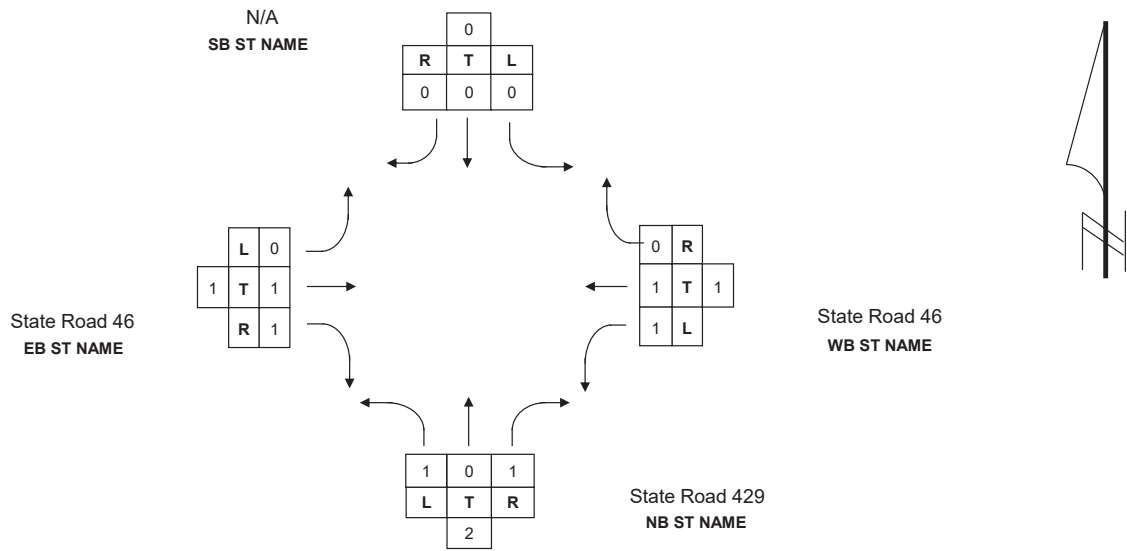 N/A
SB ST NAME
0
R T L
0 0 0
L 0
1 T 1
R 1
State Road 46
EB ST NAME
0 R
1 T 1
1 L
State Road 46
WB ST NAME
1 0 1
L T R
2
State Road 429
NB ST NAME
N